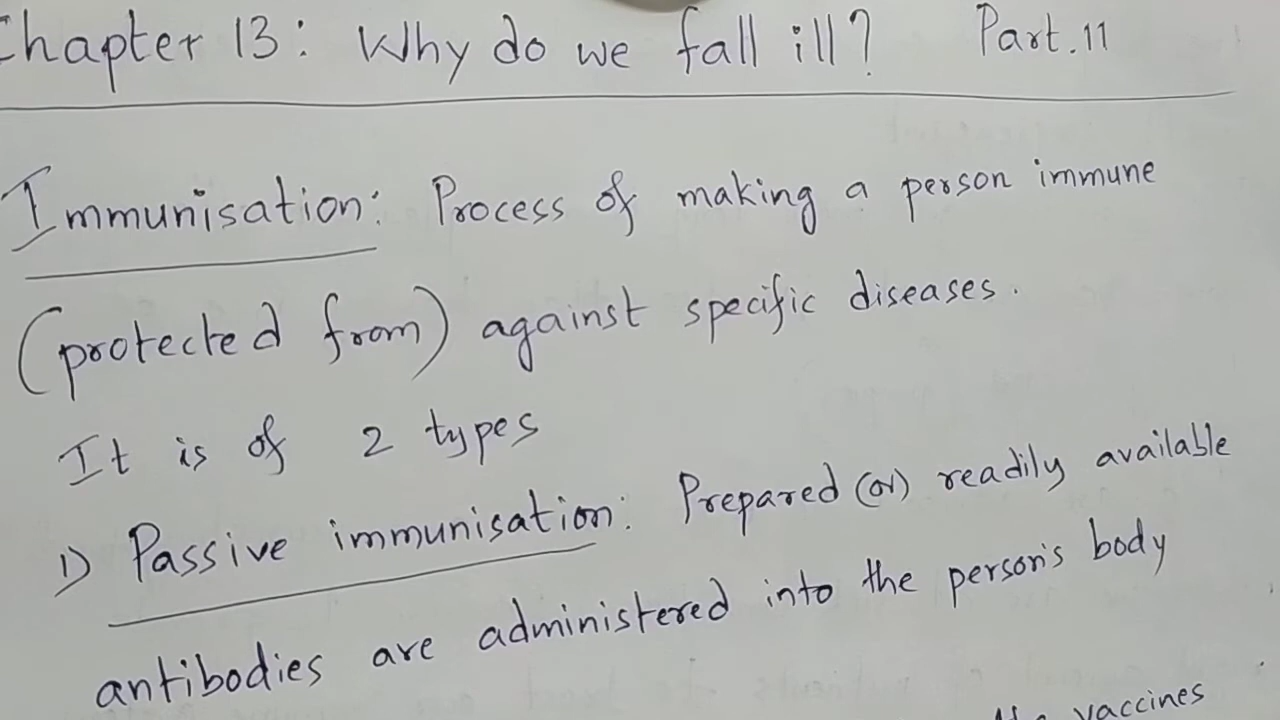 Chapter 13: Why do we fall ill? Part.11
Immunisation: Process of making a person immune
(protected from) against specific diseases.
It is of 2 types
1) Passive immunisation: Prepared (or) readily available
antibodies are administered into the person's body
vaccines